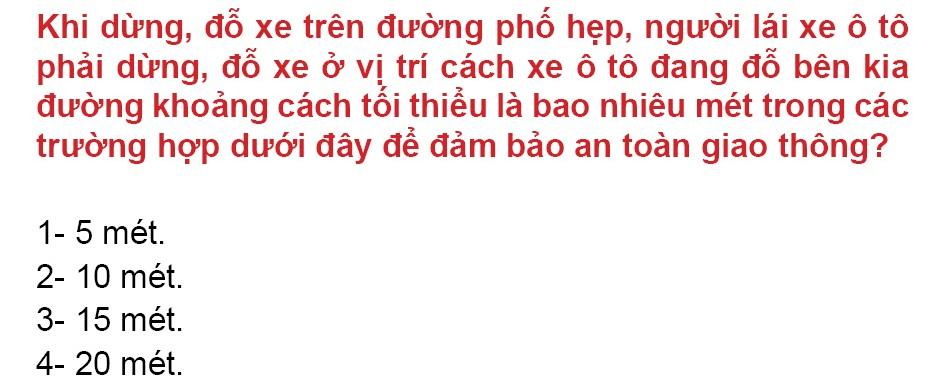 Khi dừng, đỗ xe trên đường phố hẹp, người lái xe ô tô
phải dừng, đỗ xe ở vị trí cách xe ô tô đang đỗ bên kia
đường khoảng cách tối thiểu là bao nhiêu mét trong các
trường hợp dưới đây để đảm bảo an toàn giao thông?
1- 5 mét.
2- 10 mét.
3- 15 mét.
4- 20 mét.